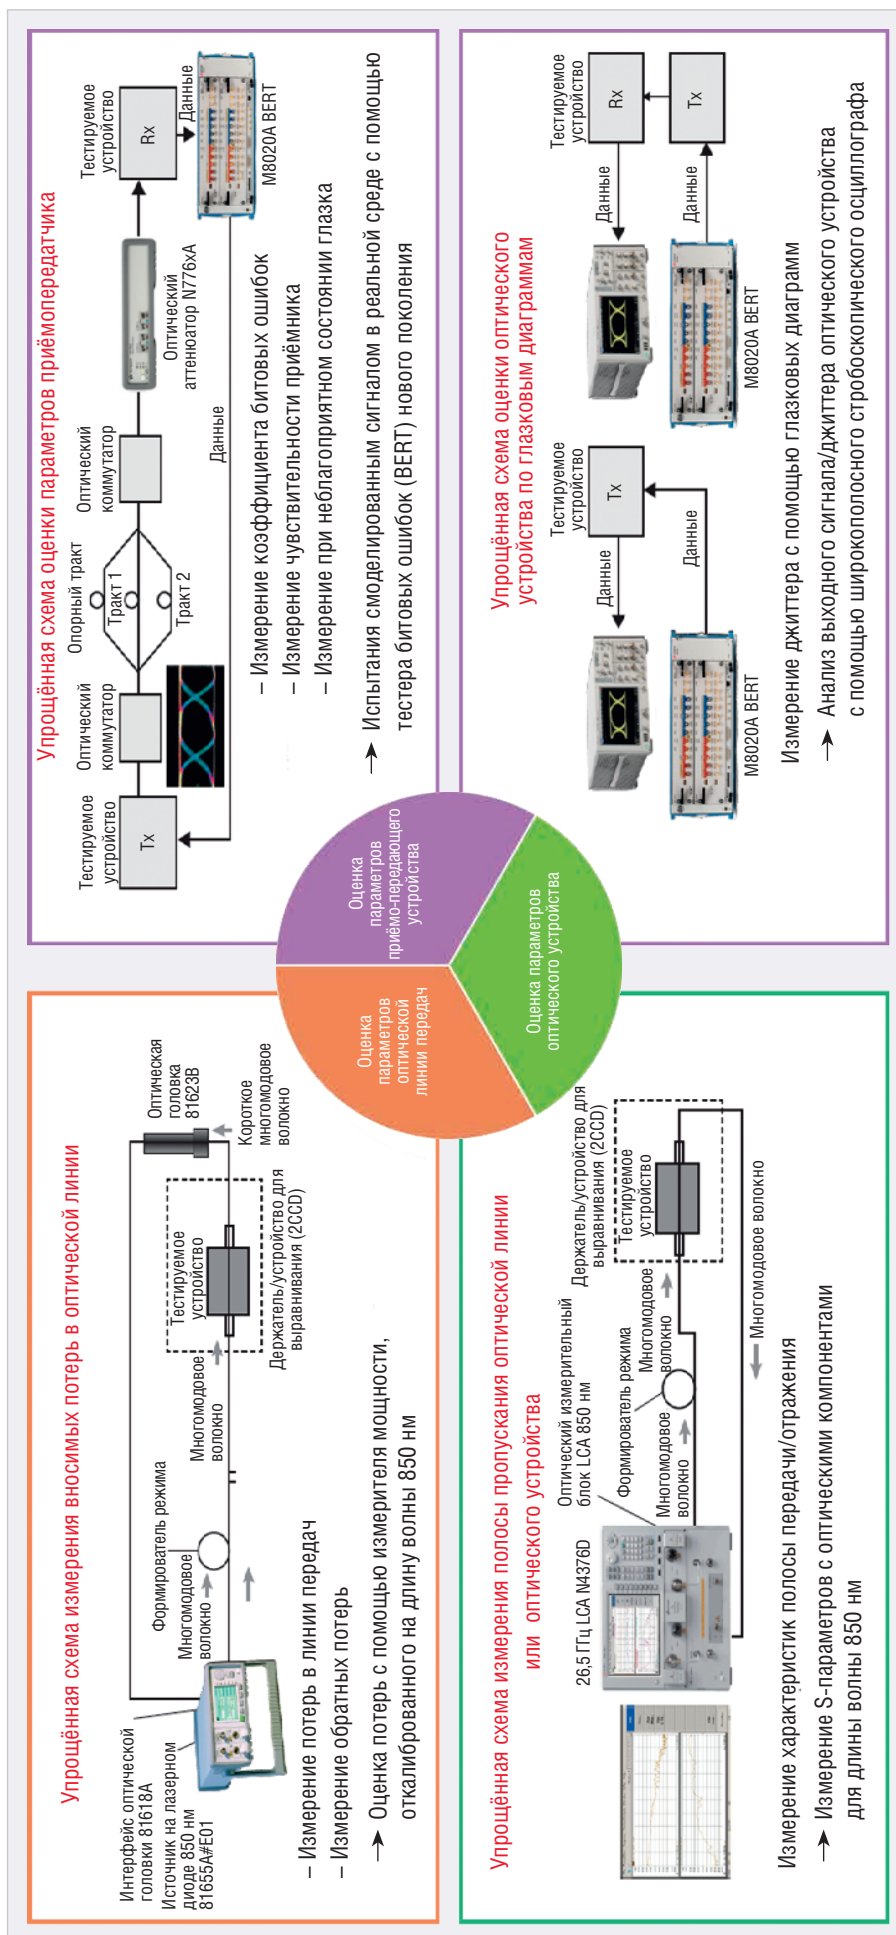 Упрощённая схема измерения вносимых потерь в оптической линии
Интерфейс оптической
головки 81618A
Источник на лазерном
диоде 850 нм
81655A#E01
Формирователь режима
Многомодовое
волокно
Многомодовое
волокно
Тестируемое
устройство
Держатель/устройство для
выравнивания (2CCD)
Оптическая
головка
81623B
Короткое
многомодовое
волокно
– Измерение потерь в линии передач
– Измерение обратных потерь
→ Оценка потерь с помощью измерителя мощности,
откалиброванного на длину волны 850 нм
Упрощённая схема оценки параметров приёмопередатчика
Тестируемое
устройство
Tx
Оптический
коммутатор
Опорный тракт
Тракт 1
Тракт 2
Оптический
коммутатор
Оптический
аттенюатор N776xA
Тестируемое
устройство
Rx
Данные
M8020A BERT
Данные
– Измерение коэффициента битовых ошибок
– Измерение чувствительности приёмника
– Измерение при неблагоприятном состоянии глазка
→ Испытания смоделированным сигналом в реальной среде с помощью
тестера битовых ошибок (BERT) нового поколения
Оценка
параметров
оптической
линии передач
Оценка
параметров
приёмо-передающего
устройства
Оценка параметров
оптического устройства
Упрощённая схема измерения полосы пропускания оптической линии
или оптического устройства
26,5 ГГц LCA N4376D
Оптический измерительный
блок LCA 850 нм
Формирователь режима
Многомодовое
волокно
Многомодовое
волокно
Держатель/устройство для
выравнивания (2CCD)
Тестируемое
устройство
Многомодовое волокно
Измерение характеристик полосы передачи/отражения
→ Измерение S-параметров с оптическими компонентами
для длины волны 850 нм
Упрощённая схема оценки оптического
устройства по глазковым диаграммам
Данные
Тестируемое
устройство
Tx
Данные
M8020A BERT
Данные
Тестируемое
устройство
Rx
Tx
Данные
M8020A BERT
Измерение джиттера с помощью глазковых диаграмм
→ Анализ выходного сигнала/джиттера оптического устройства
с помощью широкополосного стробоскопического осциллографа